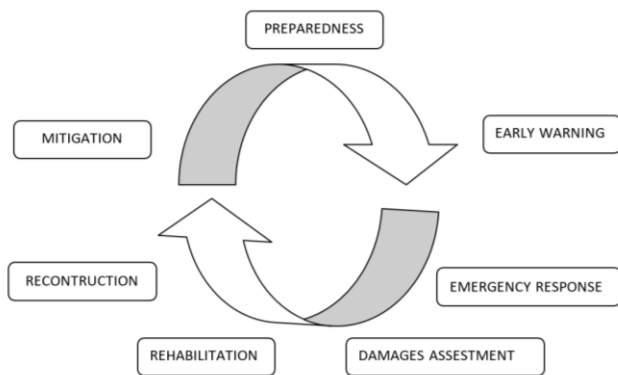 PREPAREDNESS
MITIGATION
EARLY WARNING
RECONTRUCTION
EMERGENCY RESPONSE
REHABILITATION
DAMAGES ASSESTMENT